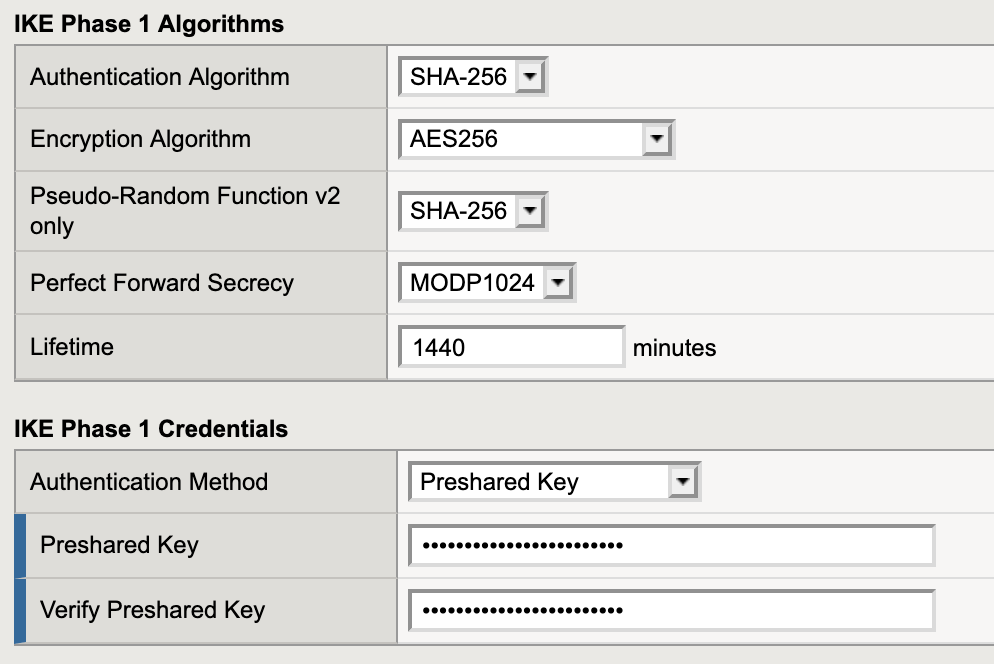 IKE Phase 1 Algorithms
Authentication Algorithm SHA-256
Encryption Algorithm AES256
Pseudo-Random Function v2
only SHA-256
Perfect Forward Secrecy MODP1024
Lifetime 1440 minutes
IKE Phase 1 Credentials
Authentication Method Preshared Key
Preshared Key ••••••••••••••••••••••••
Verify Preshared Key ••••••••••••••••••••••••